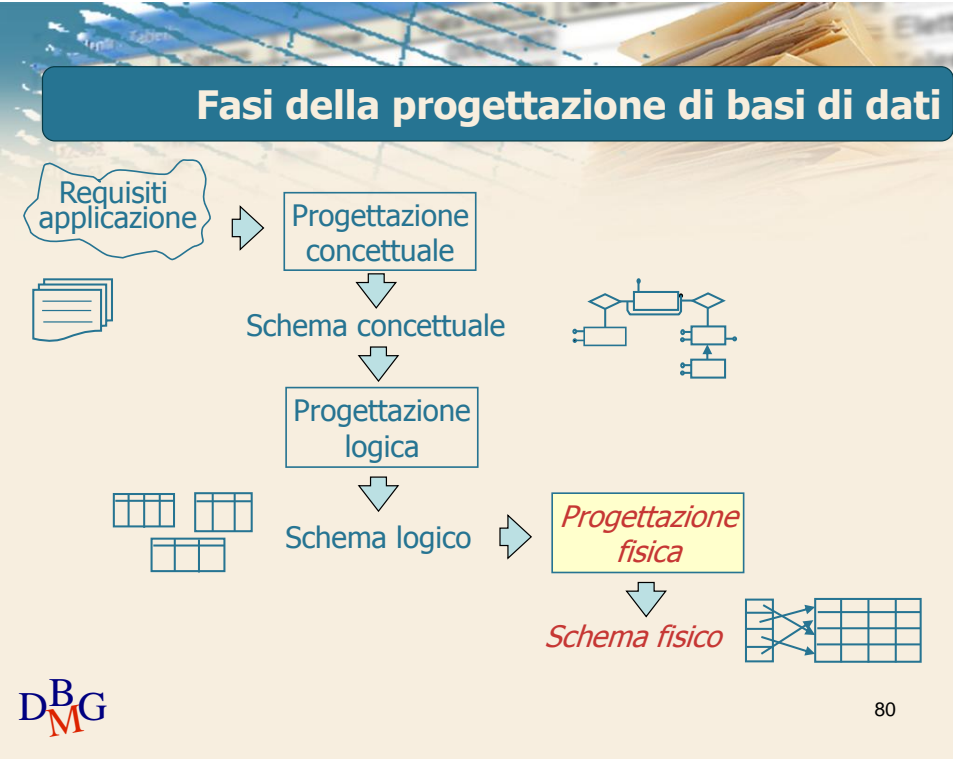 Fasi della progettazione di basi di dati
Requisiti
applicazione
Progettazione
concettuale
Schema concettuale
Progettazione
logica
Schema logico
Progettazione
fisica
Schema fisico
DBMG
80